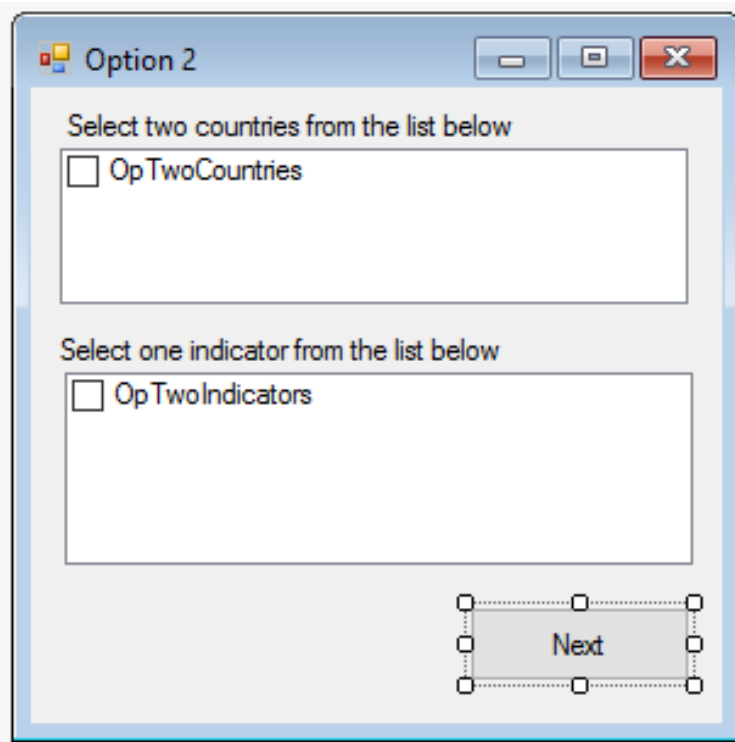 Option 2
Select two countries from the list below
OpTwoCountries
Select one indicator from the list below
OpTwoIndicators
Next